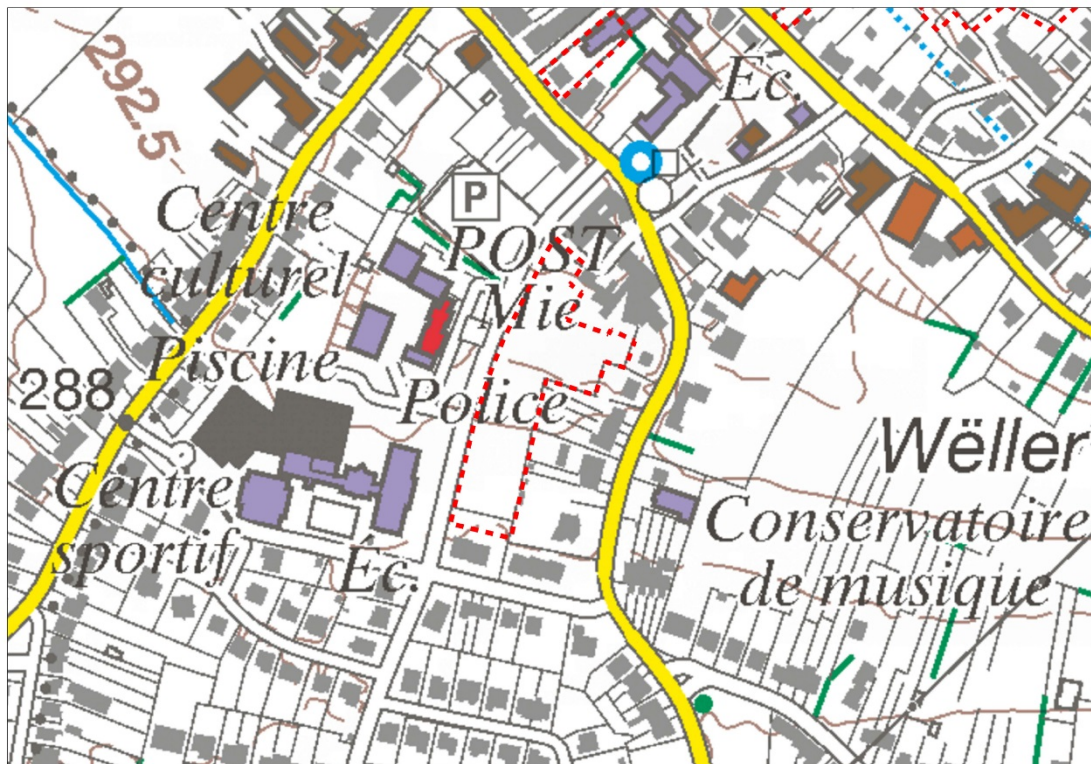 292.5
Éc.
P
Centre
culturel
POST
Mie
Piscine
288
Police
Wëller
Centre
sportif
Éc.
Conservatoire
de musique